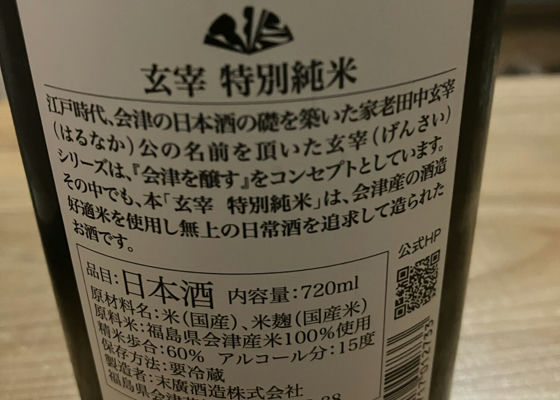 玄宰 特別純米
江戸時代、会津の日本酒の礎を築いた家老田中玄宰
(はるなか)公の名前を頂いた玄宰(げんさい)
シリーズは、『会津を醸す』をコンセプトとしています。
その中でも、本「玄宰 特別純米」は、会津産の酒造
好適米を使用し無上の日常酒を追求して造られた
お酒です。
公式HP
品目:日本酒 内容量:720ml
原材料名:米(国産)、米麹(国産米)
原料米:福島県会津産米100%使用
精米歩合:60% アルコール分:15度
保存方法:要冷蔵
製造者:末廣酒造株式会社
福島県会津